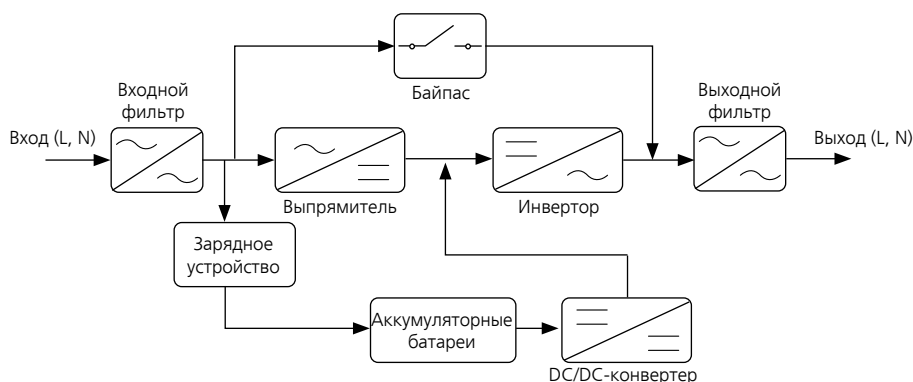 Байпас
Входной
фильтр
Выходной
фильтр
Вход (L, N)
Выход (L, N)
Выпрямитель
Инвертор
Зарядное
устройство
Аккумуляторные
батареи
DC/DC-конвертер